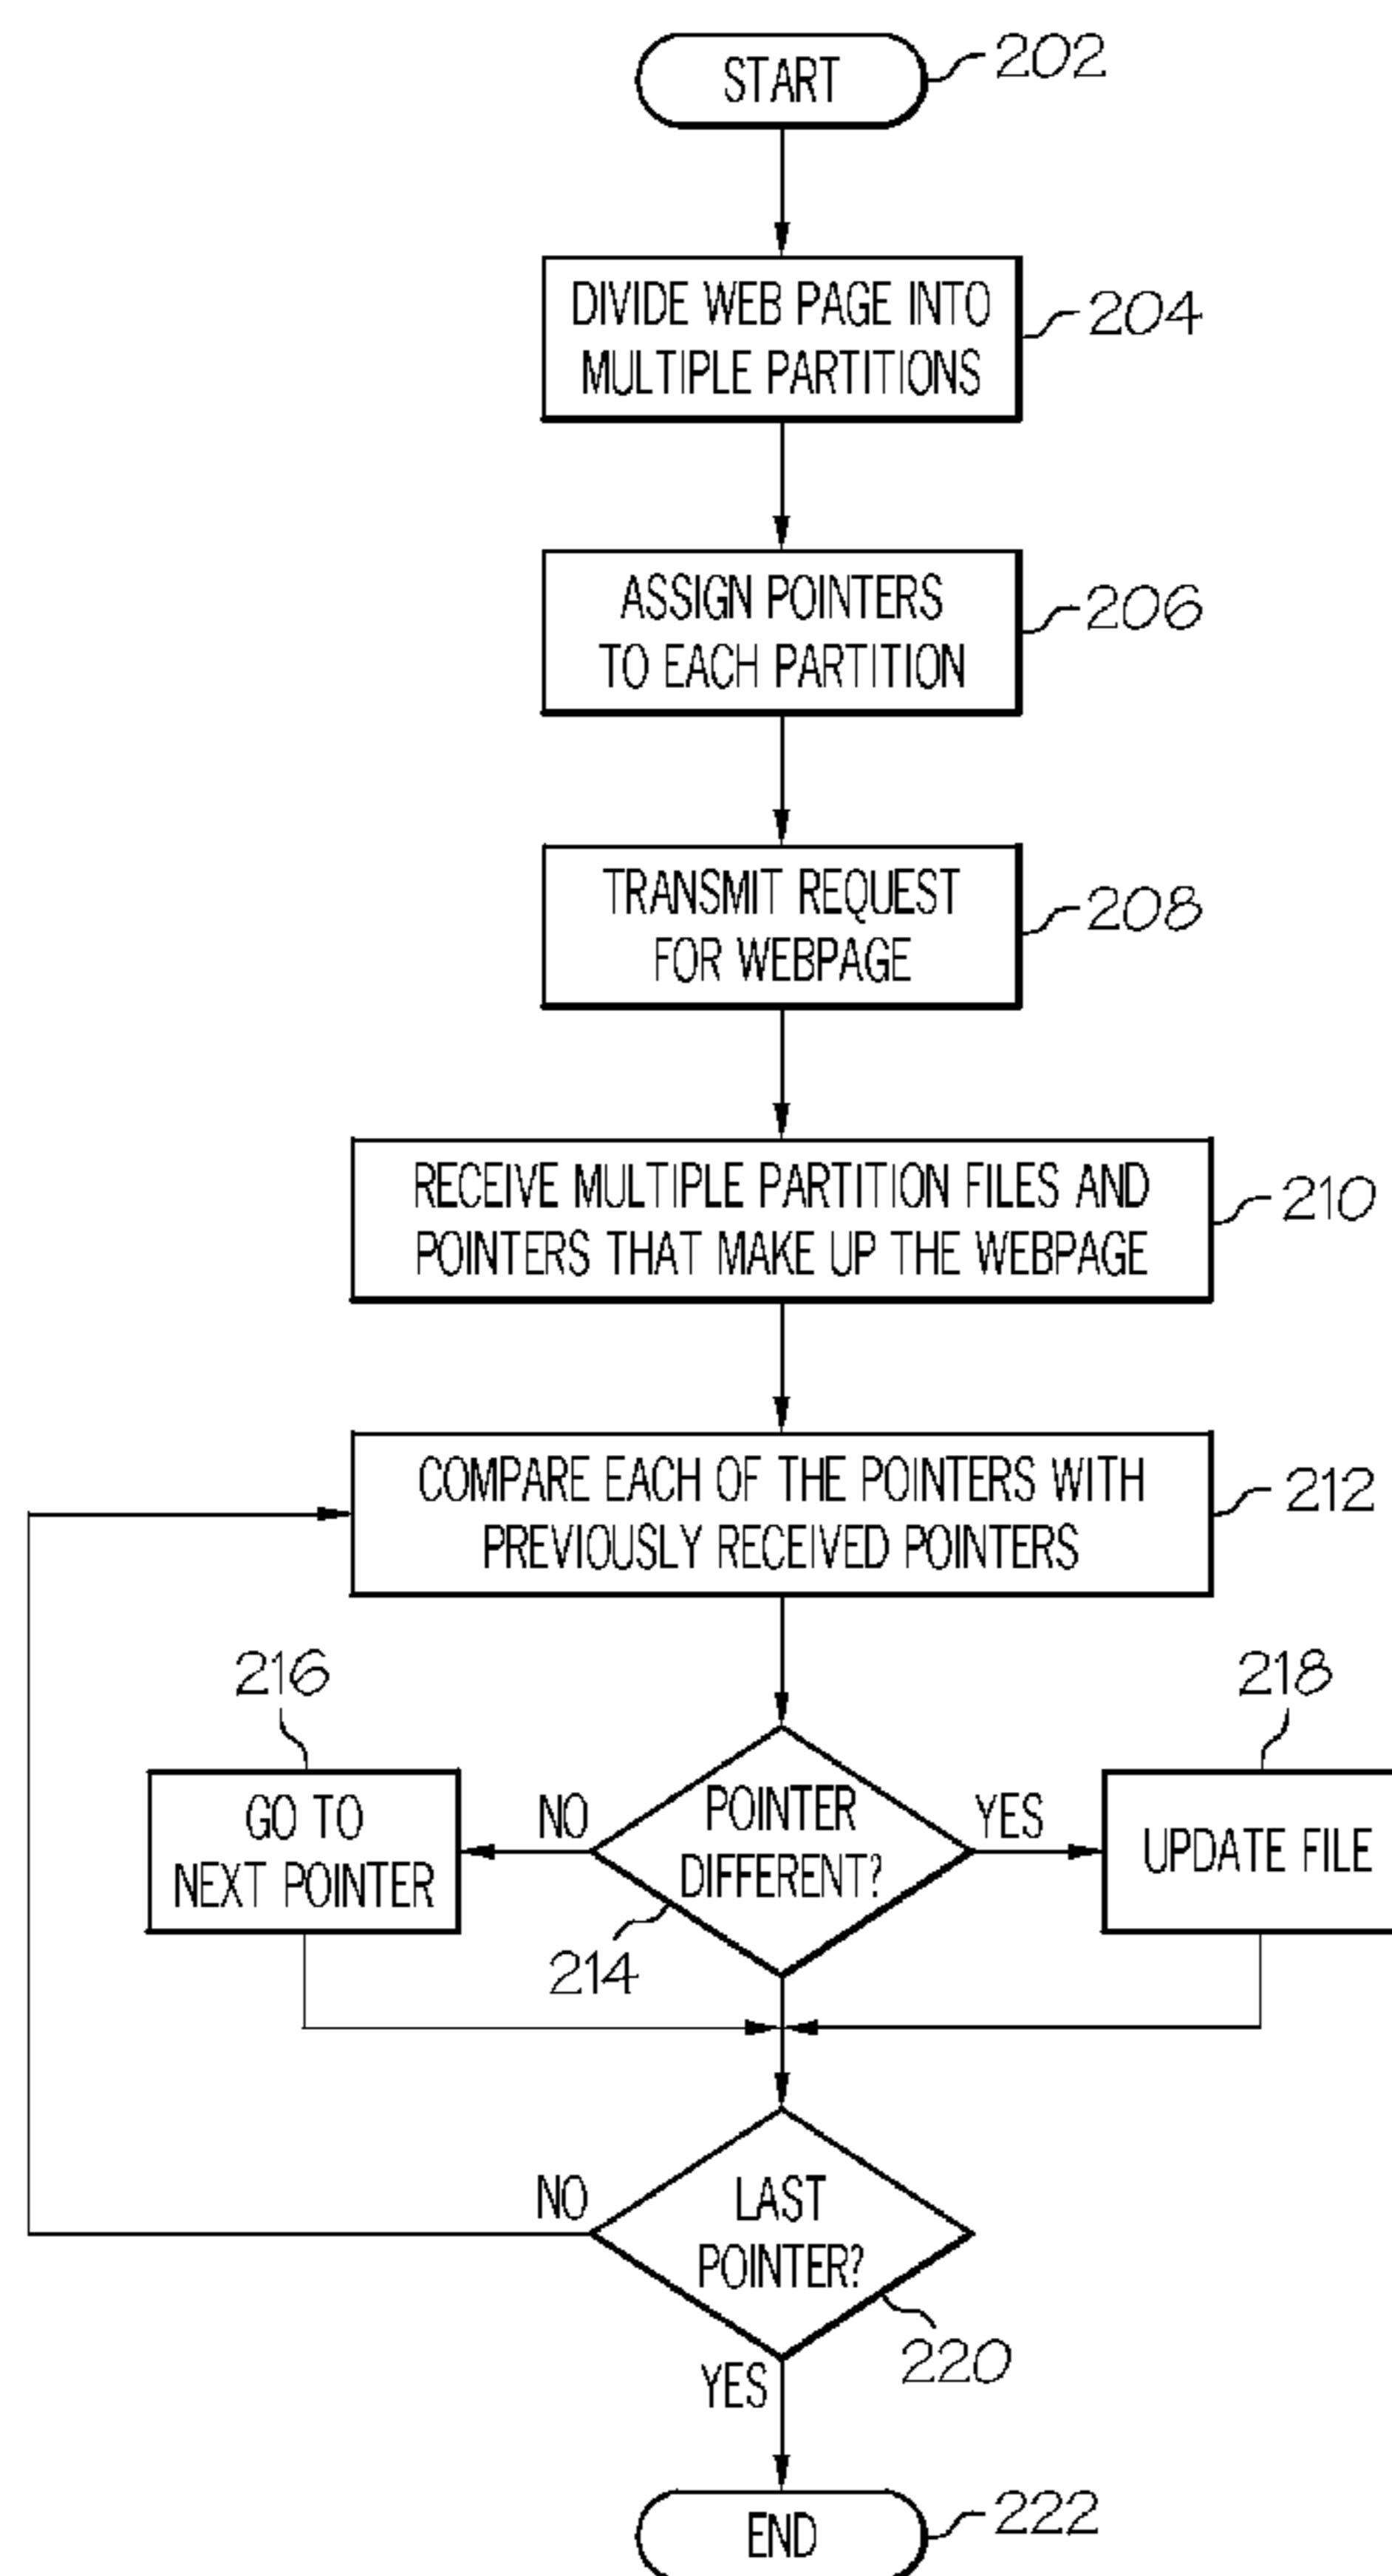 START
202
DIVIDE WEB PAGE INTO
MULTIPLE PARTITIONS
204
ASSIGN POINTERS
TO EACH PARTITION
206
TRANSMIT REQUEST
FOR WEBPAGE
208
RECEIVE MULTIPLE PARTITION FILES AND
POINTERS THAT MAKE UP THE WEBPAGE
210
COMPARE EACH OF THE POINTERS WITH
PREVIOUSLY RECEIVED POINTERS
212
216
218
GO TO
NEXT POINTER
NO
POINTER
DIFFERENT?
YES
UPDATE FILE
214
NO
LAST
POINTER?
220
YES
END
222